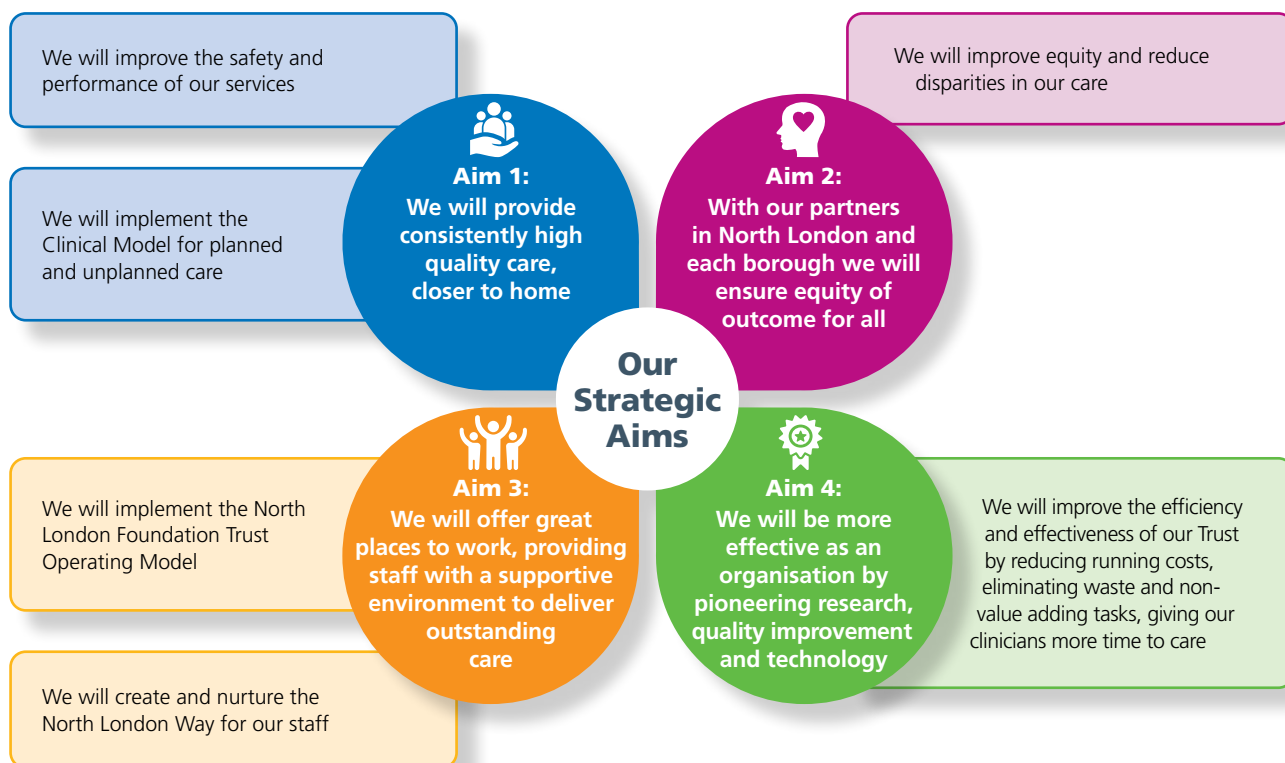 We will improve the safety and
performance of our services
We will improve equity and reduce
disparities in our care
We will implement the
Clinical Model for planned
and unplanned care
Aim 1:
We will provide
consistently high
quality care,
closer to home
Aim 2:
With our partners
in North London and
each borough we will
ensure equity of
outcome for all
Our
Strategic
Aims
We will implement the North
London Foundation Trust
Operating Model
We will create and nurture the
North London Way for our staff
Aim 3:
We will offer great
places to work, providing
staff with a supportive
environment to deliver
outstanding
care
Aim 4:
We will be more
effective as an
organisation by
pioneering research,
quality improvement
and technology
We will improve the efficiency
and effectiveness of our Trust
by reducing running costs,
eliminating waste and non-
value adding tasks, giving our
clinicians more time to care